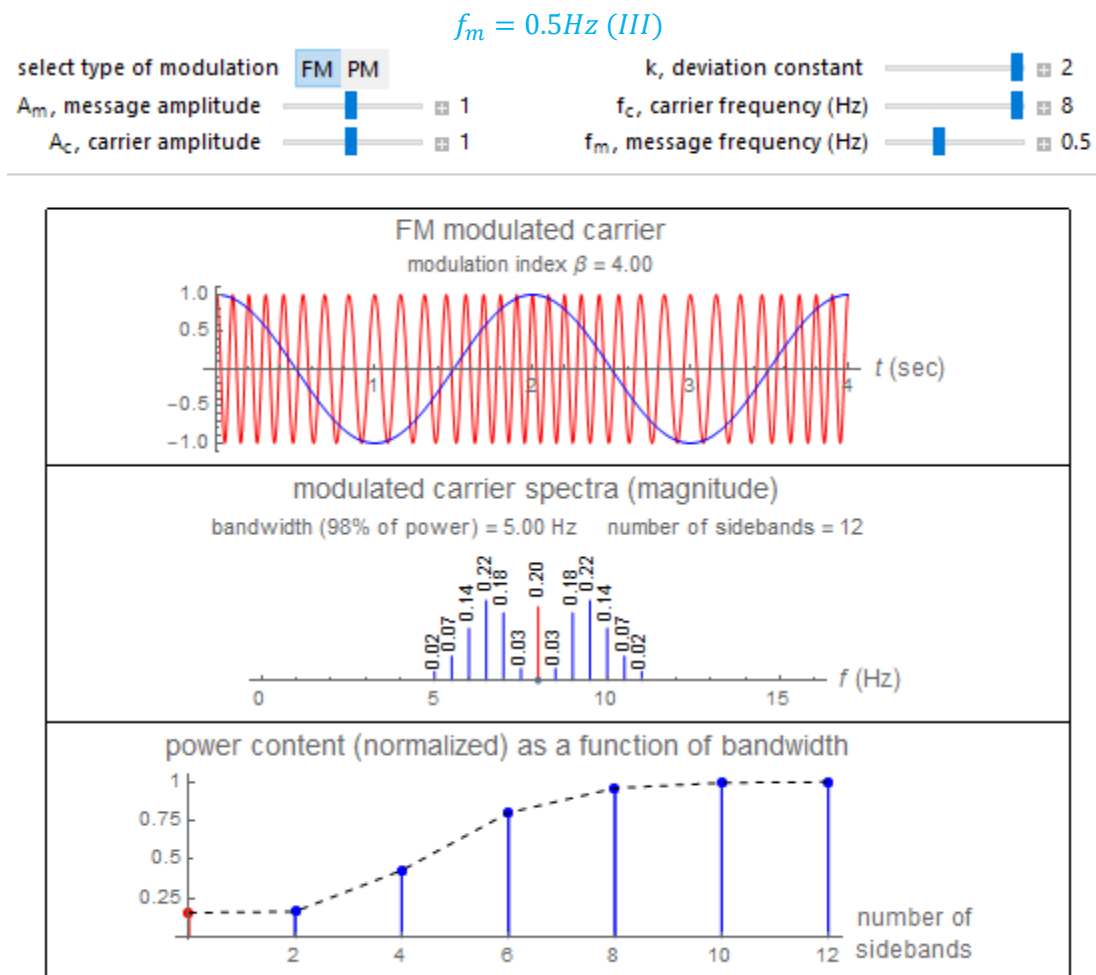 f_m = 0.5Hz (III)
select type of modulation FM PM
k, deviation constant 2
A_m, message amplitude 1
f_c, carrier frequency (Hz) 8
A_c, carrier amplitude 1
f_m, message frequency (Hz) 0.5
FM modulated carrier
modulation index β = 4.00
1.0
0.5
-0.5
-1.0
1 2 3 4
t (sec)
modulated carrier spectra (magnitude)
bandwidth (98% of power) = 5.00 Hz number of sidebands = 12
0.02 0.07 0.14 0.22 0.18 0.03 0.20 0.03 0.18 0.22 0.14 0.07 0.02
0 5 10 15
f (Hz)
power content (normalized) as a function of bandwidth
1
0.75
0.5
0.25
2 4 6 8 10 12
number of
sidebands